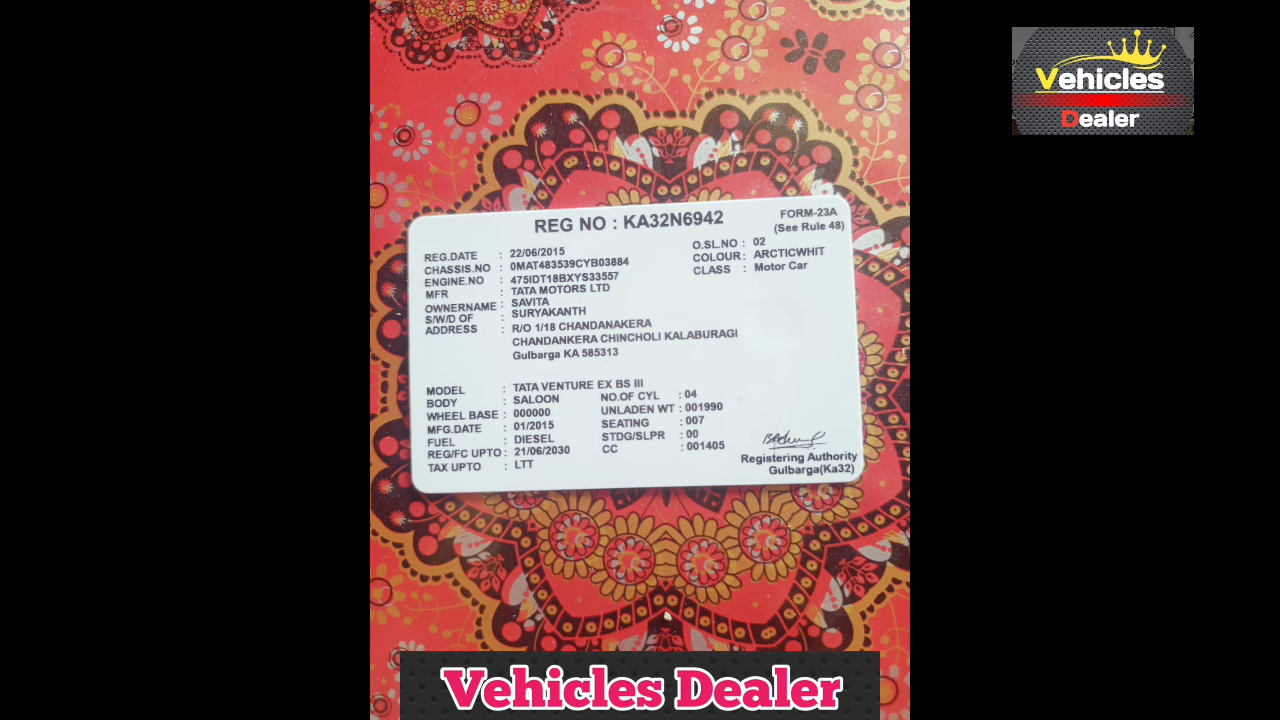 Vehicles
Dealer
REG NO : KA32N6942
FORM-23A
(See Rule 48)
REG.DATE : 22/06/2015
O.SL.NO : 02
CHASSIS.NO : 0MAT483539CYB03884
COLOUR : ARCTICWHIT
ENGINE.NO : 475IDT18BXYS33557
CLASS : Motor Car
MFR : TATA MOTORS LTD
OWNERNAME : SAVITA
S/W/D OF : SURYAKANTH
ADDRESS : R/O 1/18 CHANDANAKERA
CHANDANKERA CHINCHOLI KALABURAGI
Gulbarga KA 585313
MODEL : TATA VENTURE EX BS III
BODY : SALOON
NO.OF CYL : 04
WHEEL BASE : 000000
UNLADEN WT : 001990
MFG.DATE : 01/2015
SEATING : 007
FUEL : DIESEL
STDG/SLPR : 00
REG/FC UPTO : 21/06/2030
CC : 001405
TAX UPTO : LTT
Registering Authority
Gulbarga(Ka32)
Vehicles Dealer